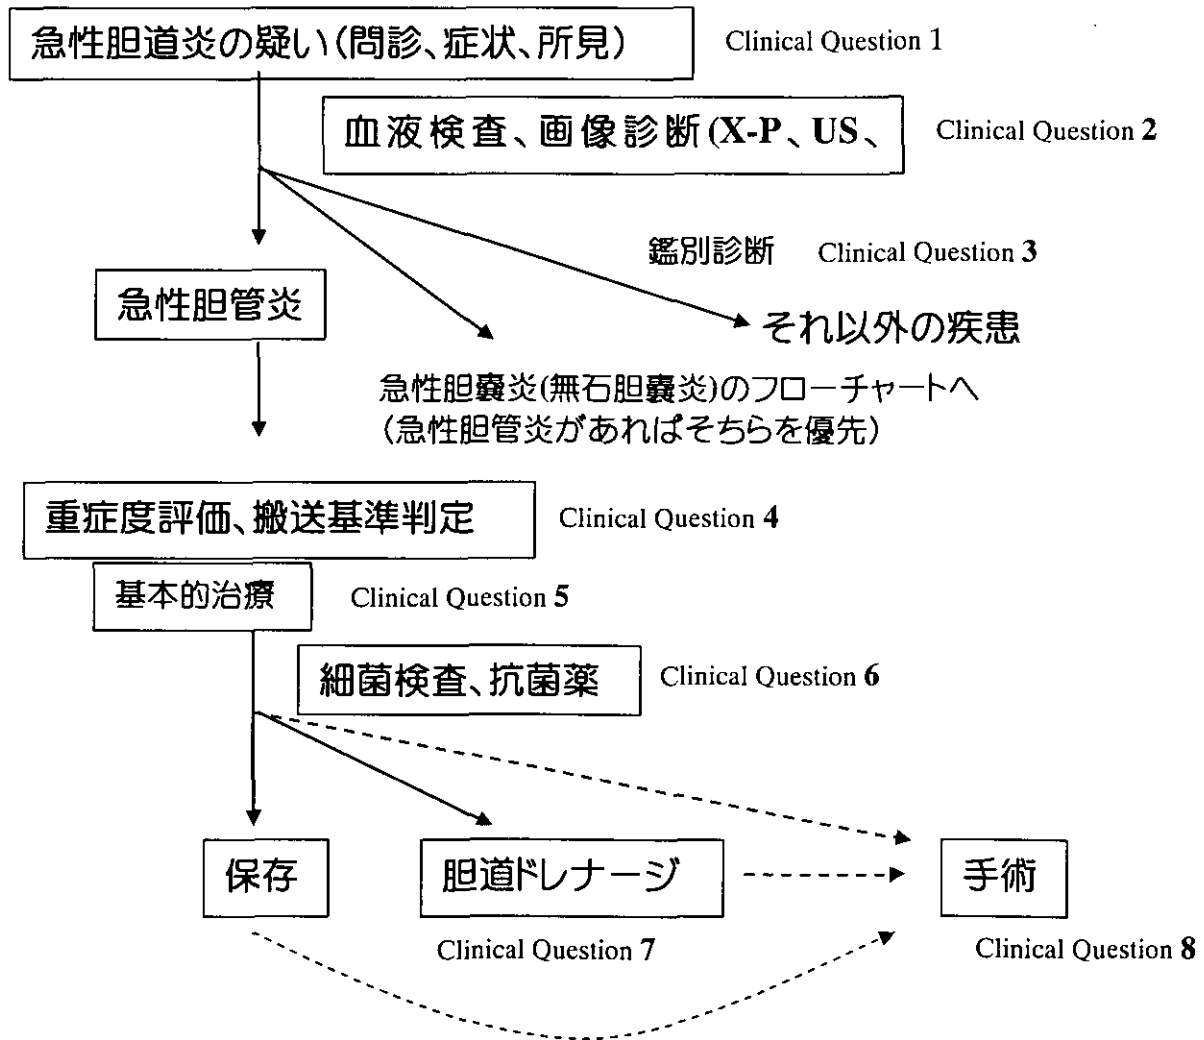 急性胆道炎の疑い(問診、症状、所見) Clinical Question 1
血液検査、画像診断(X-P、US、 Clinical Question 2
鑑別診断 Clinical Question 3
急性胆管炎
それ以外の疾患
急性胆嚢炎(無石胆嚢炎)のフローチャートへ
(急性胆管炎があればそちらを優先)
重症度評価、搬送基準判定 Clinical Question 4
基本的治療 Clinical Question 5
細菌検査、抗菌薬 Clinical Question 6
保存
胆道ドレナージ
手術
Clinical Question 7
Clinical Question 8